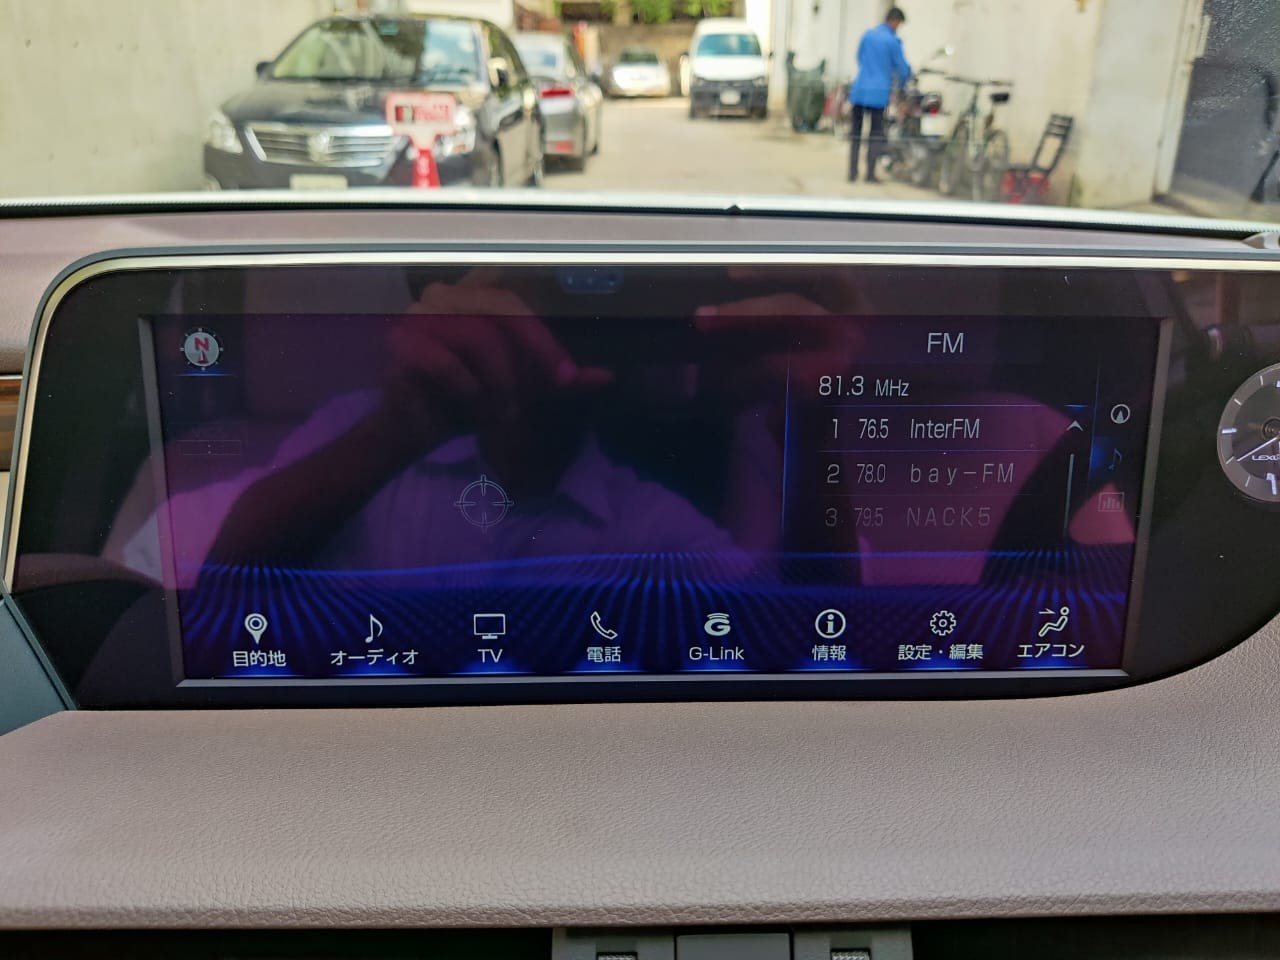 N
FM
81.3 MHz
1 76.5 InterFM
2 78.0 bay-FM
3 79.5 NACK5
目的地
オーディオ
TV
電話
G-Link
情報
設定・編集
エアコン